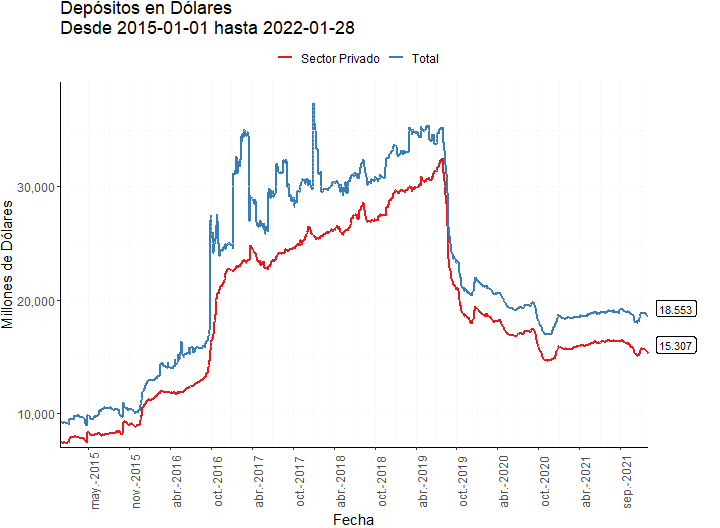 Depósitos en Dólares
Desde 2015-01-01 hasta 2022-01-28
Sector Privado Total
Millones de Dólares
30,000
20,000
10,000
18.553
15.307
may.-2015
nov.-2015
abr.-2016
oct.-2016
abr.-2017
oct.-2017
abr.-2018
oct.-2018
abr.-2019
oct.-2019
abr.-2020
oct.-2020
abr.-2021
sep.-2021
Fecha